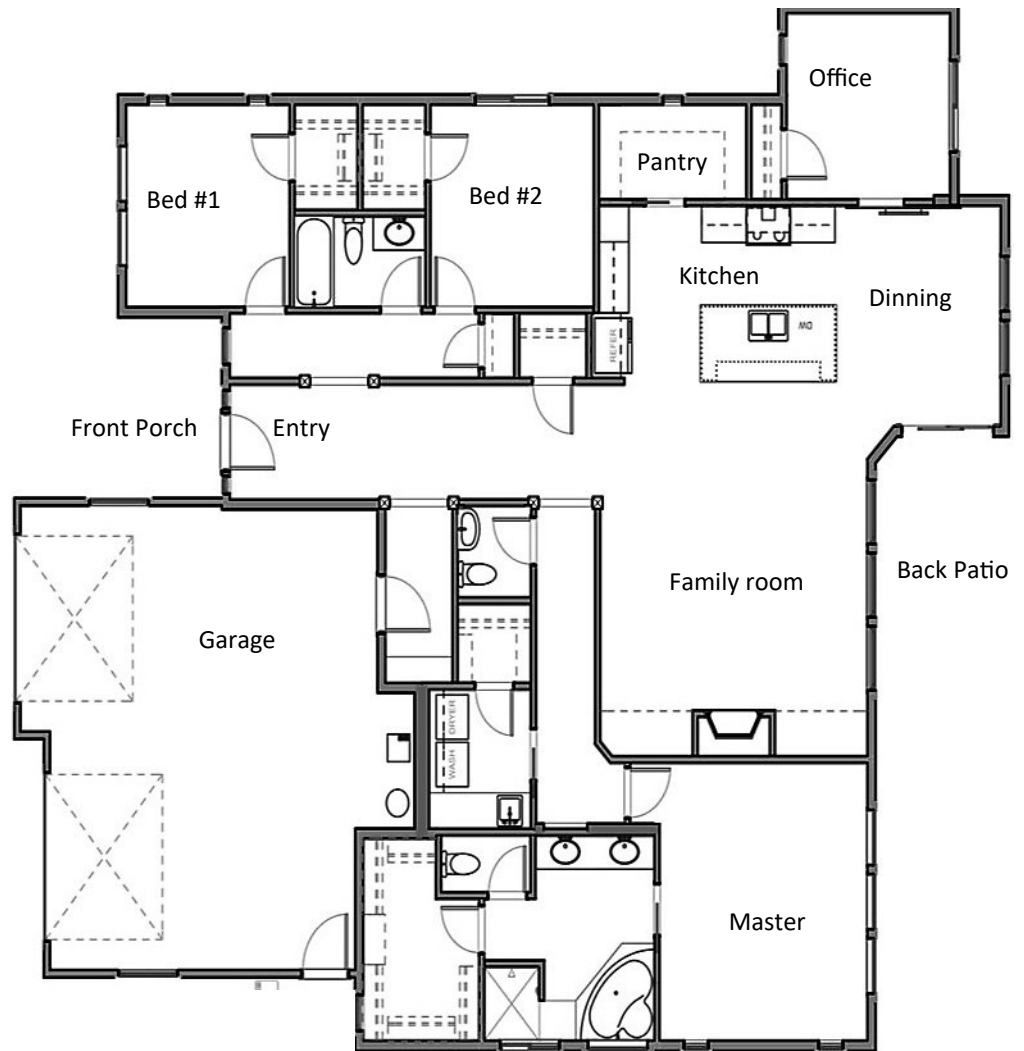 Office
Pantry
Bed #1
Bed #2
Kitchen
Dinning
DW
REFER
Front Porch
Entry
Back Patio
Family room
Garage
DRYER
WASH
Master